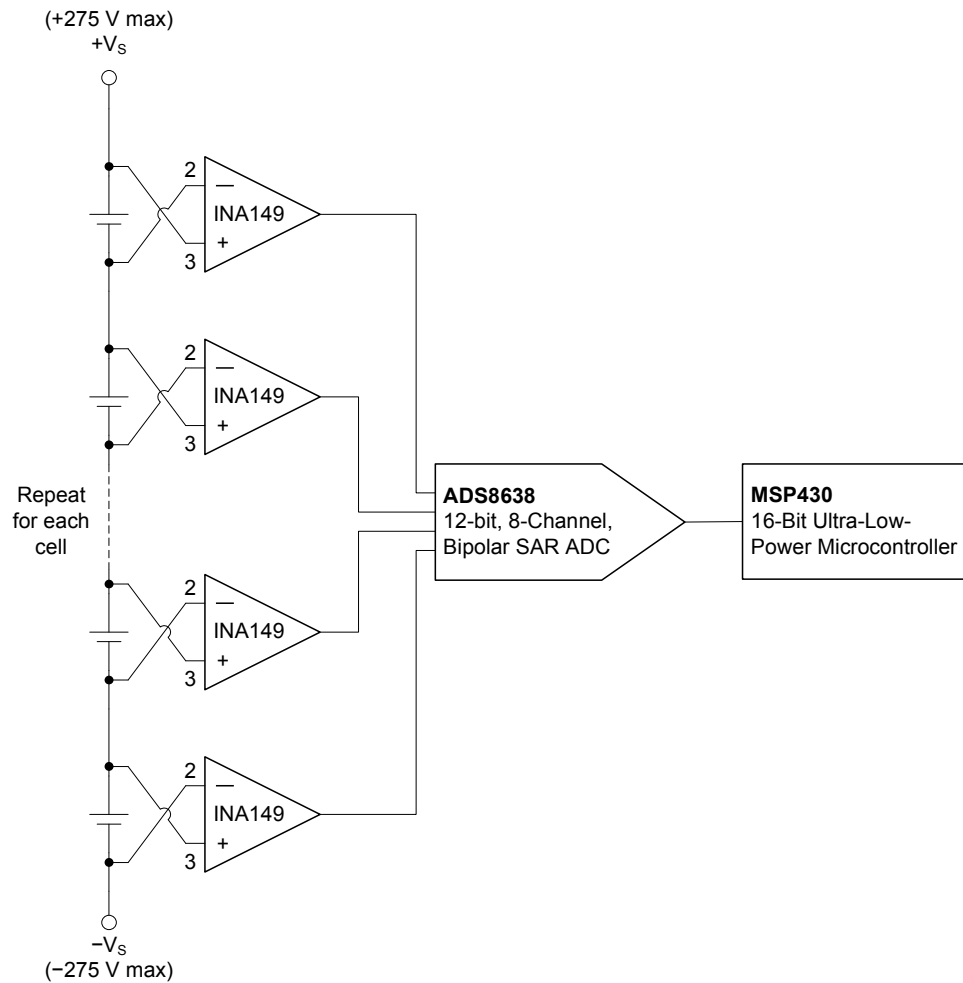 (+275 V max)
+VS
2
−
INA149
+
3
2
−
INA149
+
3
Repeat
for each
cell
ADS8638
12-bit, 8-Channel,
Bipolar SAR ADC
MSP430
16-Bit Ultra-Low-
Power Microcontroller
2
−
INA149
+
3
2
−
INA149
+
3
−VS
(−275 V max)